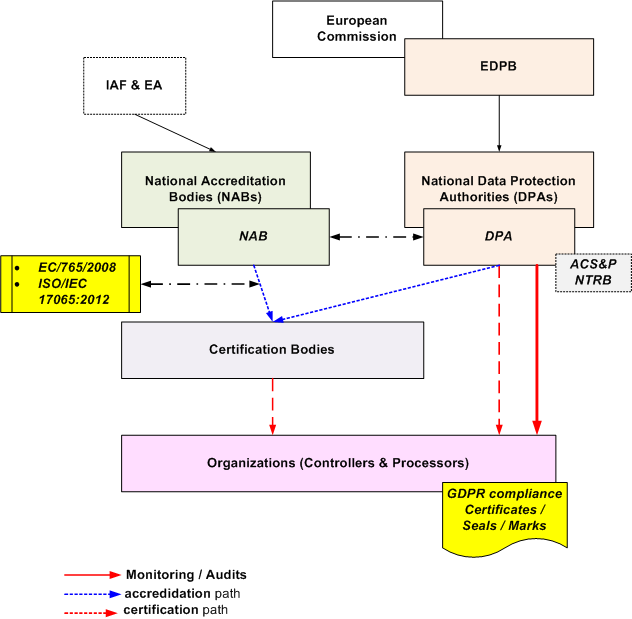 European
Commission
EDPB
IAF & EA
National Accreditation
Bodies (NABs)
National Data Protection
Authorities (DPAs)
NAB
DPA
• EC/765/2008
• ISO/IEC
17065:2012
ACS&P
NTRB
Certification Bodies
Organizations (Controllers & Processors)
GDPR compliance
Certificates /
Seals / Marks
Monitoring / Audits
accredidation path
certification path